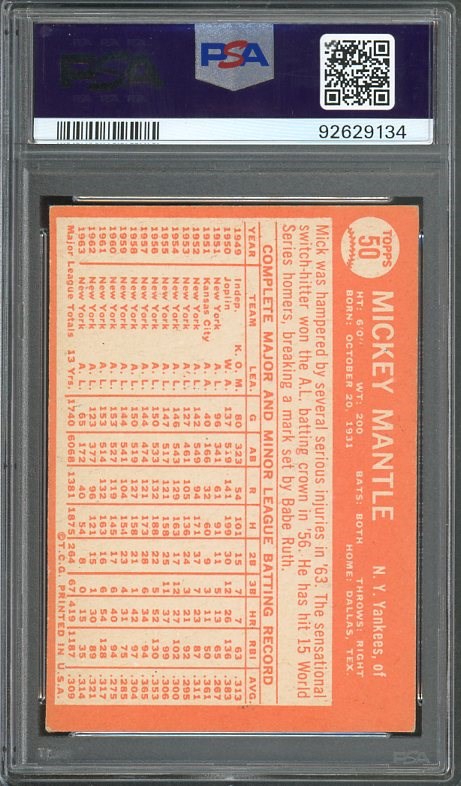 PSA PSA PSA
92629134
TOPPS
50
MICKEY MANTLE
N. Y. Yankees, of
HT: 6'0" WT: 200 BATS: BOTH THROWS: RIGHT
BORN: OCTOBER 20, 1931 HOME: DALLAS, TEX.
Mick was hampered by several serious injuries in '63. The sensational
switch-hitter won the A.L. batting crown in '56. He has hit 15 World
Series homers, breaking a mark set by Babe Ruth.
COMPLETE MAJOR AND MINOR LEAGUE BATTING RECORD
YEAR TEAM LEA. G AB R H 2B 3B HR RBI AVG
1949 Indep. K. O. M. 80 323 54 101 15 7 7 63 .313
1950 Joplin W. A. 137 519 141 199 30 12 26 136 .383
1951 New York A. L. 96 341 61 91 11 5 13 65 .267
1951 Kansas City A. A. 40 166 32 60 9 3 11 50 .361
1952 New York A. L. 142 549 94 171 37 7 23 87 .311
1953 New York A. L. 127 461 105 136 24 3 21 92 .295
1954 New York A. L. 146 543 129 163 17 12 27 102 .300
1955 New York A. L. 147 517 121 158 25 11 37 99 .306
1956 New York A. L. 150 533 132 188 22 5 52 130 .353
1957 New York A. L. 144 474 121 173 28 6 34 94 .365
1958 New York A. L. 150 519 127 158 21 1 42 97 .304
1959 New York A. L. 144 541 104 154 23 4 31 75 .285
1960 New York A. L. 153 527 119 145 17 6 40 94 .275
1961 New York A. L. 153 514 132 163 16 6 54 128 .317
1962 New York A. L. 123 377 96 121 15 1 30 89 .321
1963 New York A. L. 65 172 40 54 8 0 15 35 .314
Major League Totals 13 Yrs. 1740 6068 1381 1875 264 67 419 1187 .309
©T.C.G. PRINTED IN U.S.A.
PSA